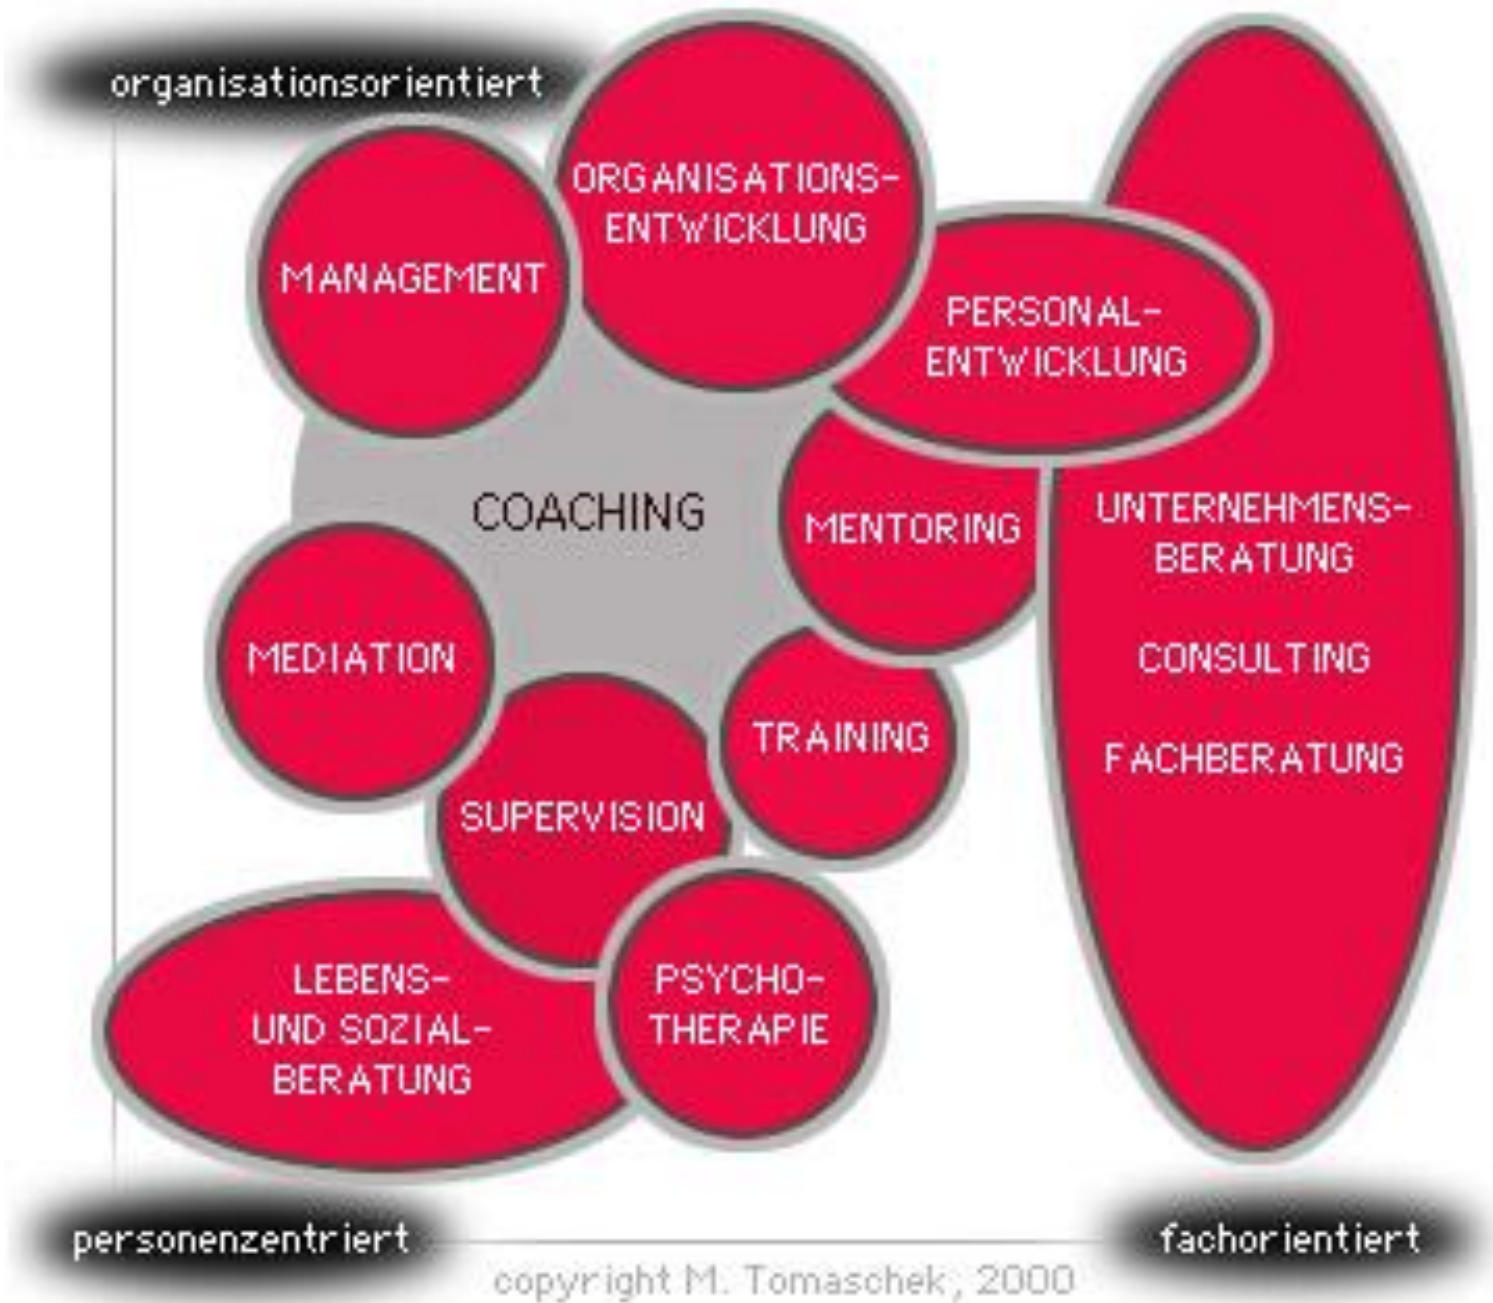 organisationsorientiert
ORGANISATIONS-
ENTWICKLUNG
MANAGEMENT
PERSONAL-
ENTWICKLUNG
COACHING
MENTORING
UNTERNEHMENS-
BERATUNG
CONSULTING
FACHBERATUNG
MEDIATION
TRAINING
SUPERVISION
LEBENS-
UND SOZIAL-
BERATUNG
PSYCHO-
THERAPIE
personenzentriert
fachorientiert
copyright M. Tomaschek, 2000